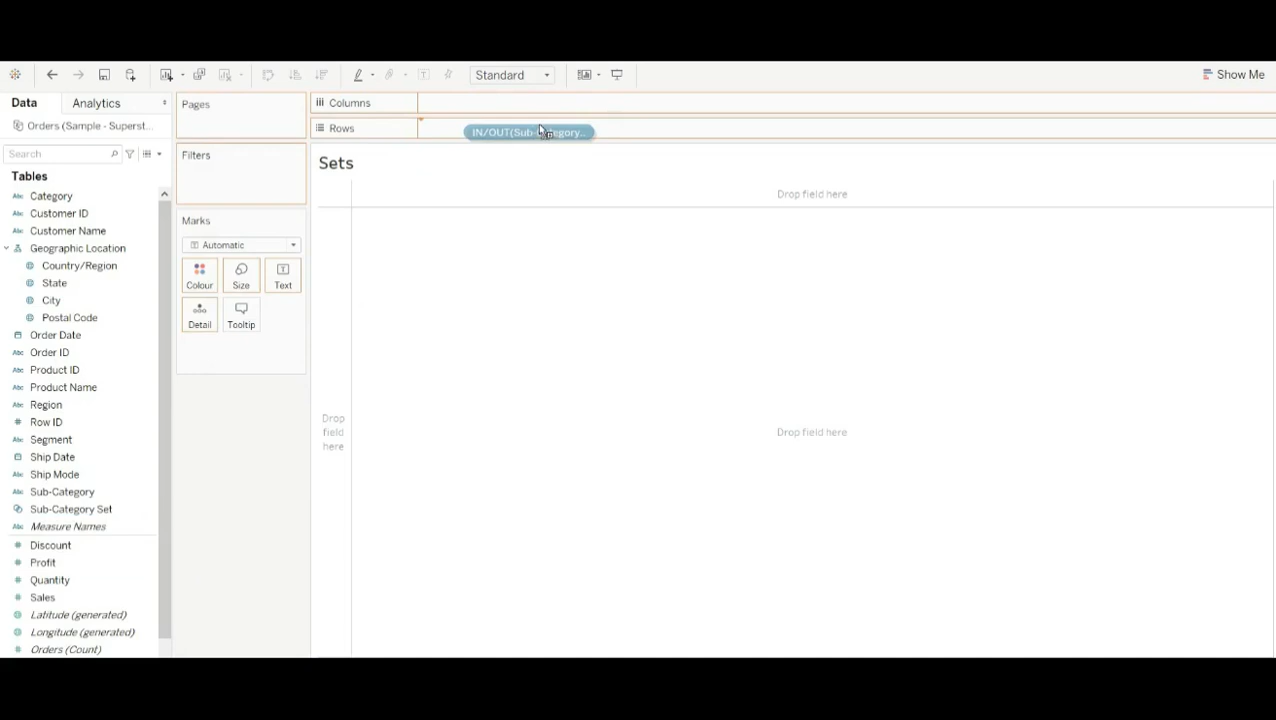 Standard
Show Me
Data
Analytics
Orders (Sample - Superst...
Search
Tables
Category
Customer ID
Customer Name
Geographic Location
Country/Region
State
City
Postal Code
Order Date
Order ID
Product ID
Product Name
Region
Row ID
Segment
Ship Date
Ship Mode
Sub-Category
Sub-Category Set
Measure Names
Discount
Profit
Quantity
Sales
Latitude (generated)
Longitude (generated)
Orders (Count)
Pages
Filters
Marks
Automatic
Colour
Size
Text
Detail
Tooltip
Columns
Rows
IN/OUT(Sub-Category..
Sets
Drop field here
Drop
field
here
Drop field here